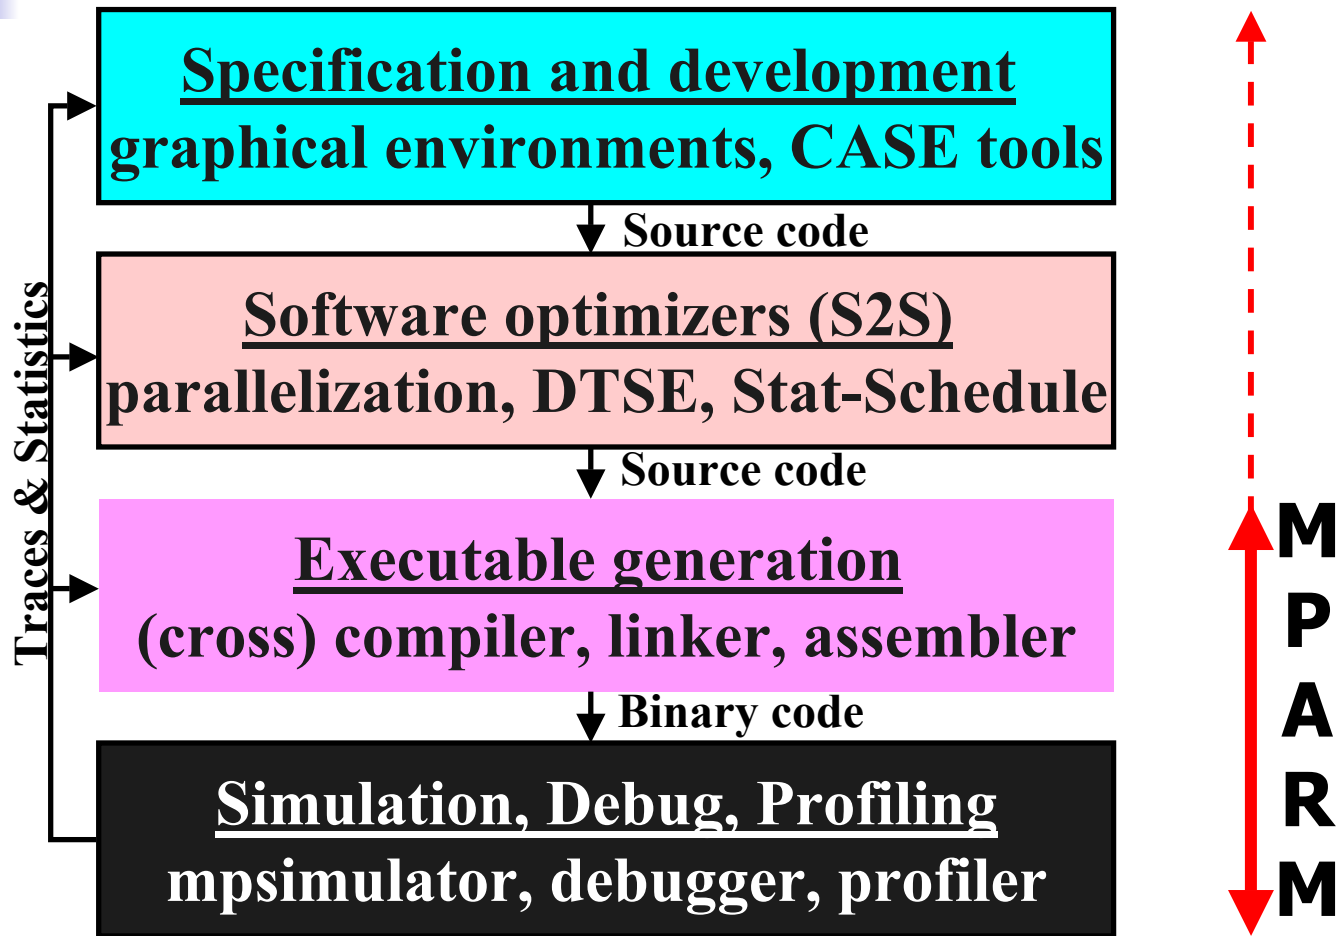 Specification and development
graphical environments, CASE tools
Source code
Software optimizers (S2S)
parallelization, DTSE, Stat-Schedule
Source code
Executable generation
(cross) compiler, linker, assembler
Binary code
Simulation, Debug, Profiling
mpsimulator, debugger, profiler
Traces & Statistics
M
P
A
R
M